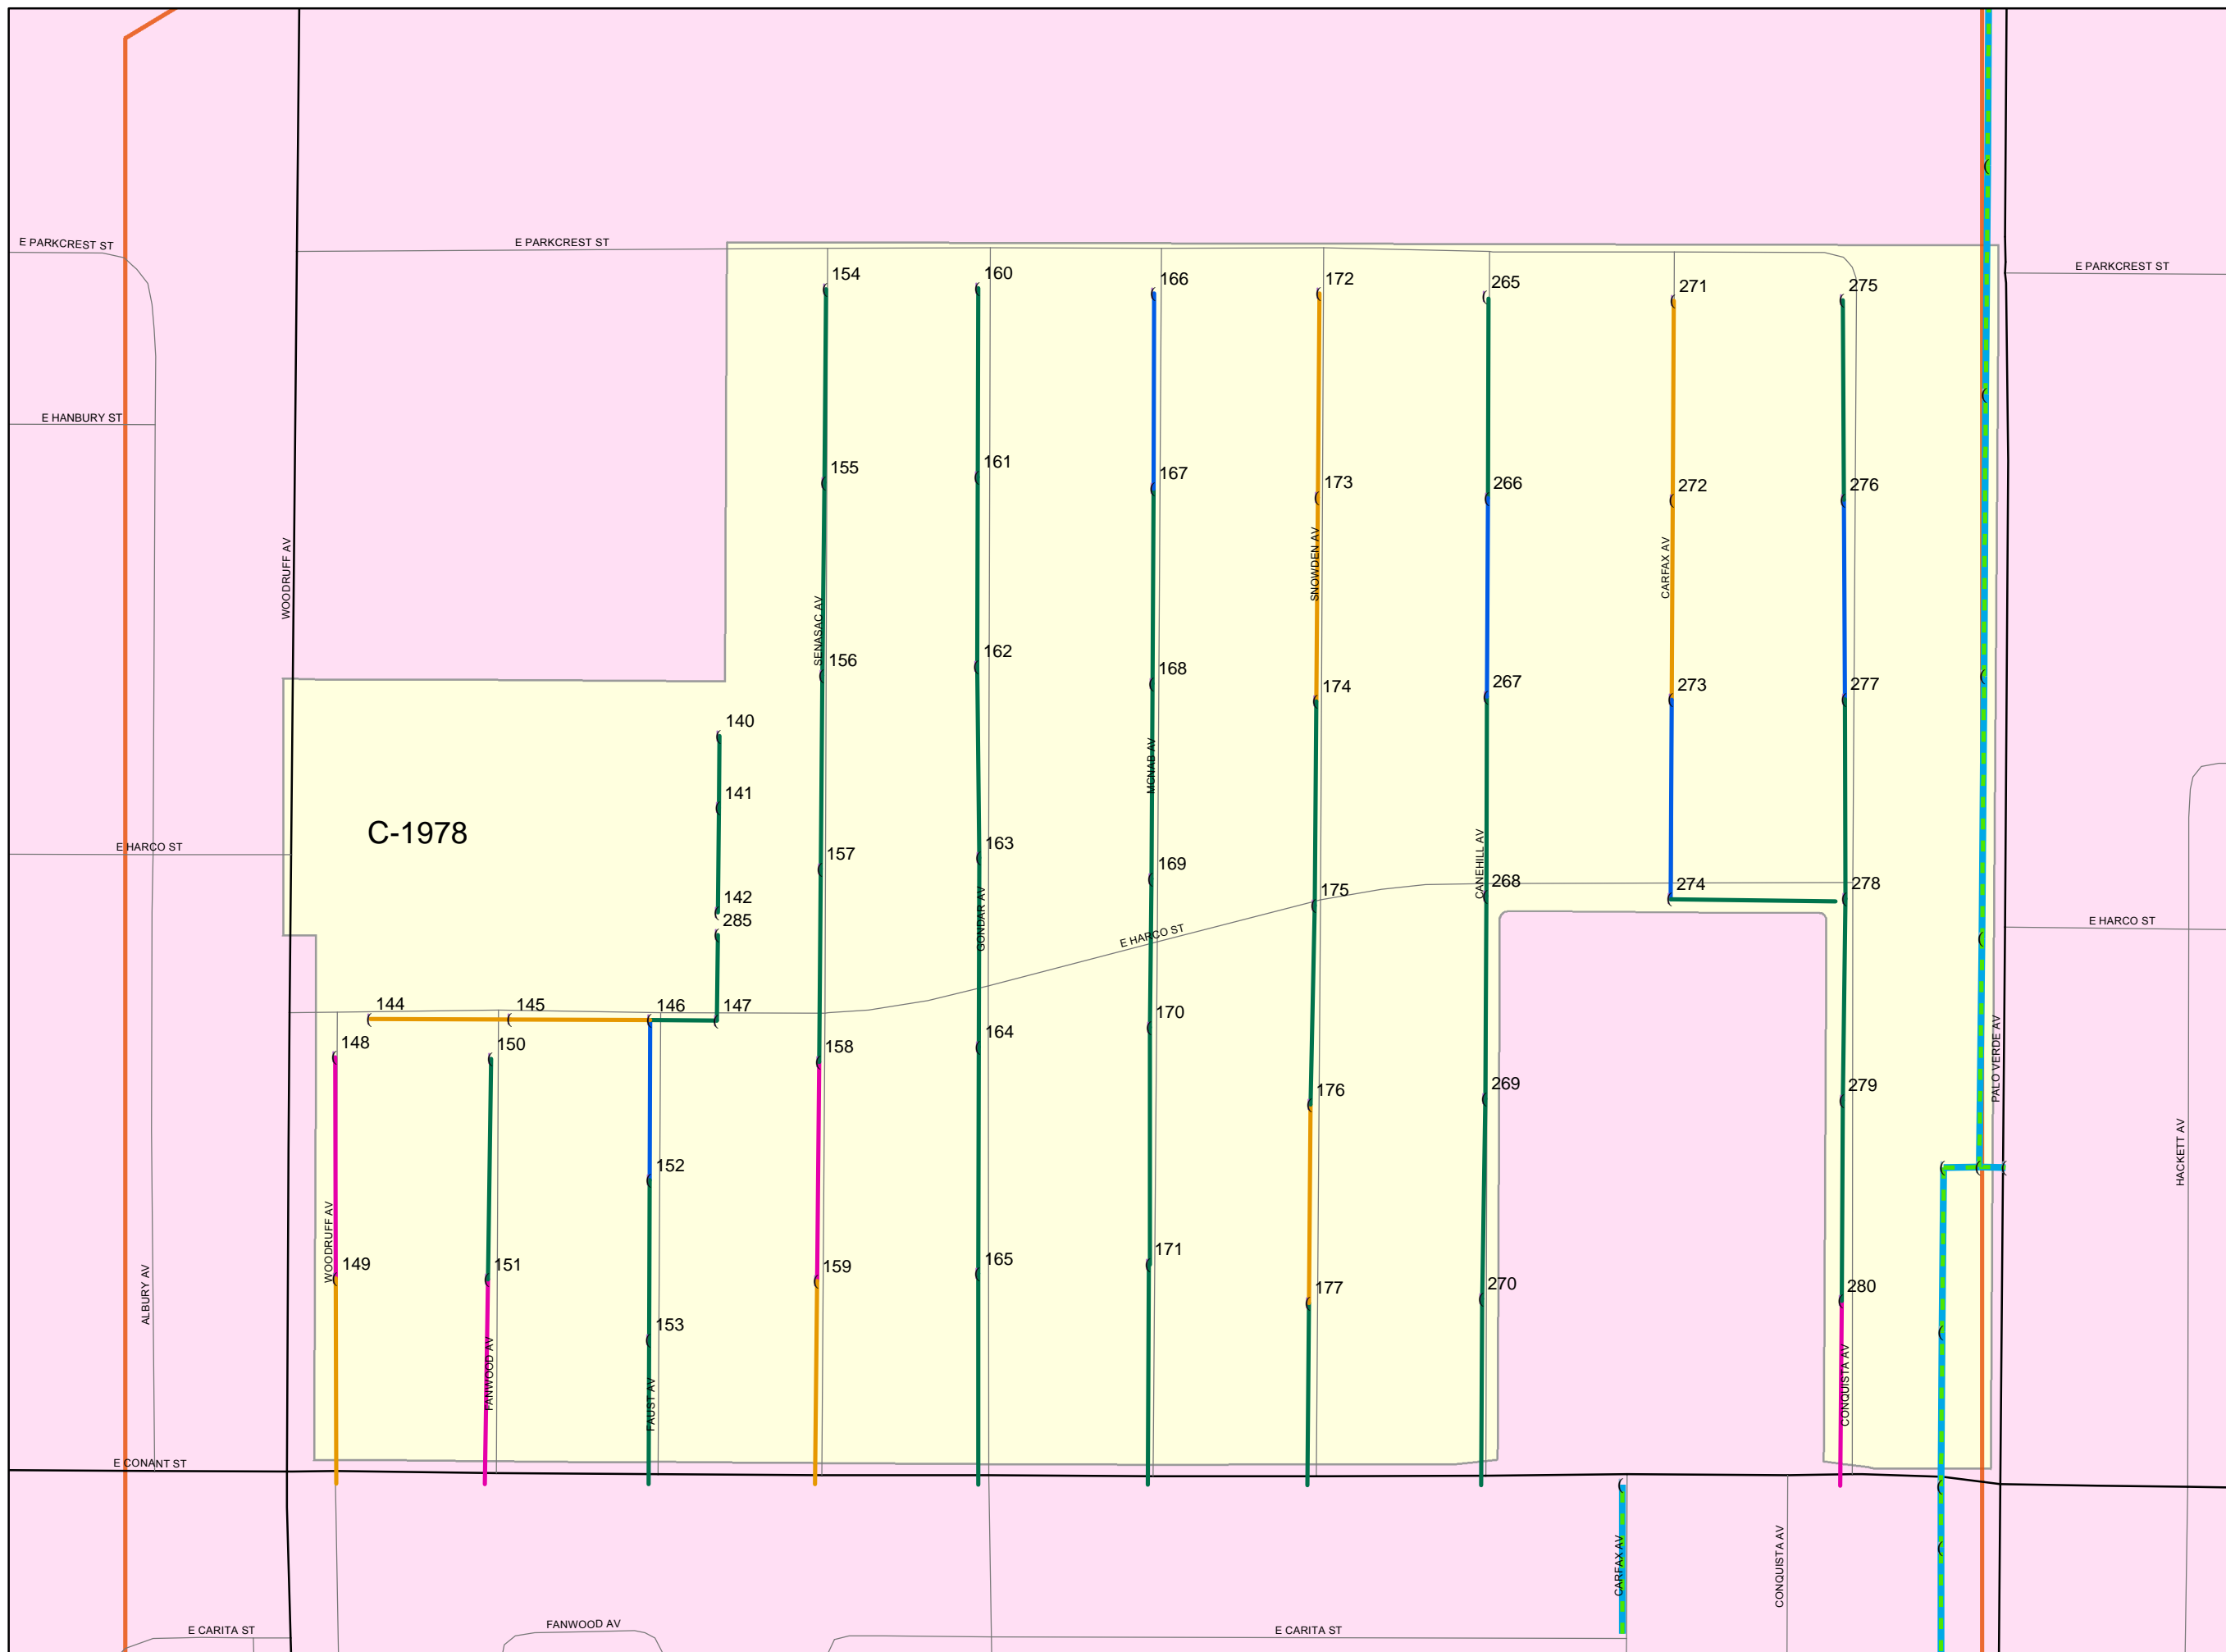 E PARKCREST ST
E PARKCREST ST
E PARKCREST ST
154
160
166
172
265
271
275
E HANBURY ST
155
161
167
173
266
272
276
WOODRUFF AV
SNOWDEN AV
CARFAX AV
SENASAC AV
156
162
168
174
267
273
277
140
MCNAB AV
141
C-1978
E HARCO ST
157
163
169
CANEHILL AV
175
268
274
278
142
285
GONDAR AV
E HARCO ST
E HARCO ST
144
145
146
147
148
150
158
164
170
176
269
279
PALO VERDE AV
HACKETT AV
152
WOODRUFF AV
149
151
159
165
171
177
270
280
ALBURY AV
153
FANWOOD AV
FAUST AV
CONQUISTA AV
E CONANT ST
CARFAX AV
CONQUISTA AV
E CARITA ST
FANWOOD AV
E CARITA ST